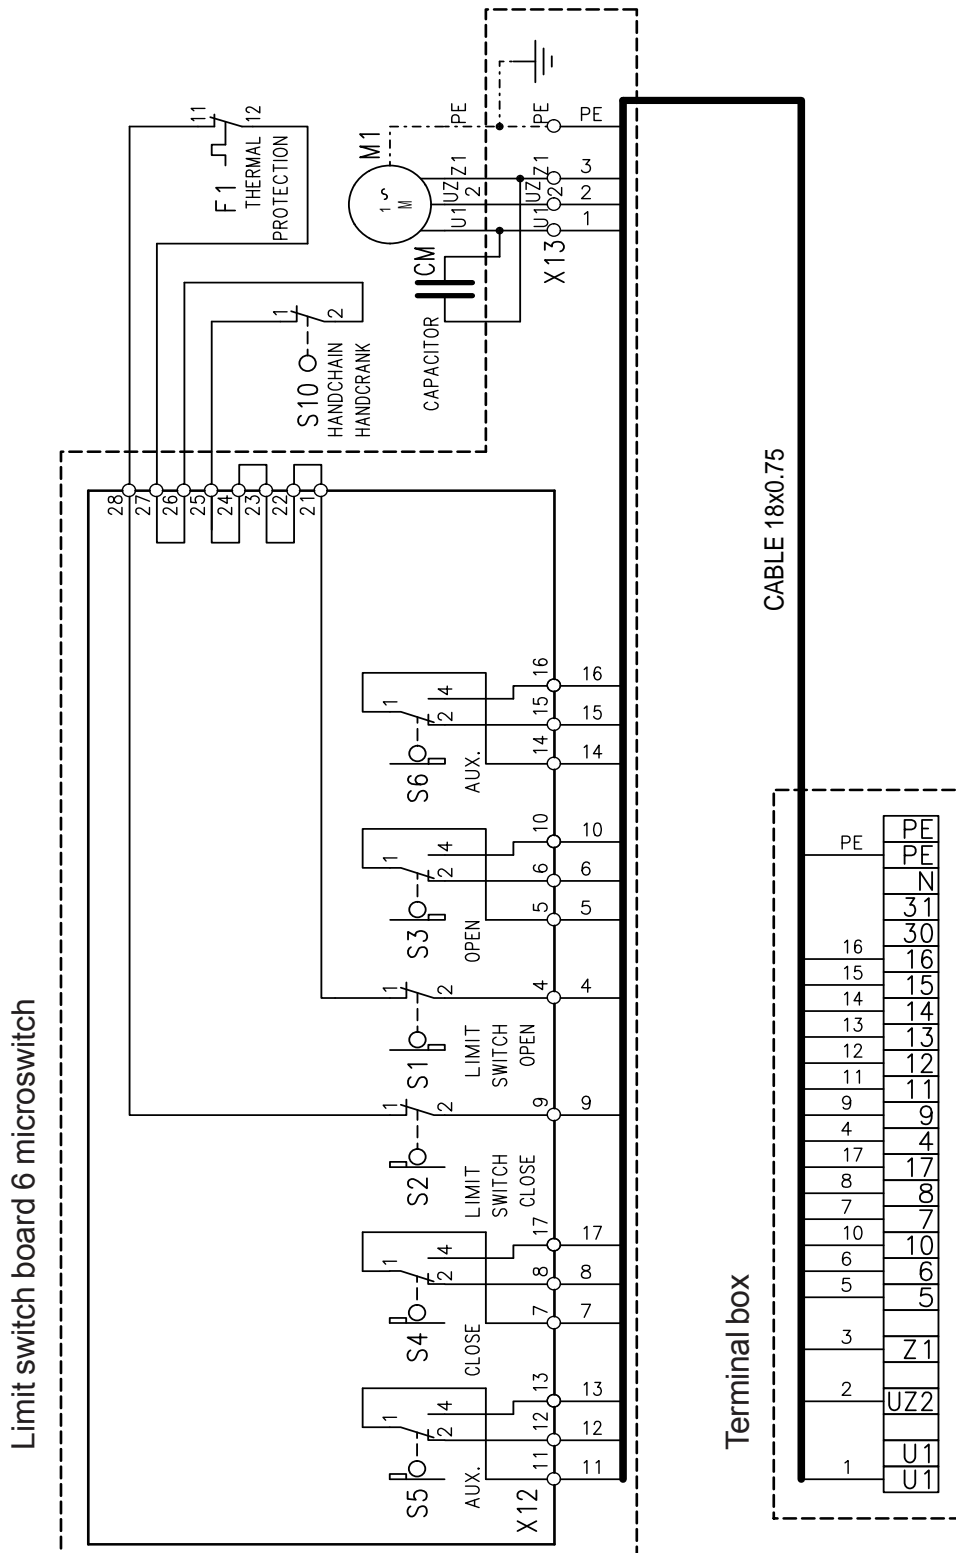 Limit switch board 6 microswitch
11
12
F1
THERMAL
PROTECTION
1
2
S10
HANDCHAIN
HANDCRANK
M1
1 ~
M
PE
Z1
UZ
2
U1
PE
Z1
UZ
2
U1
X13
PE
3
2
1
CM
CAPACITOR
28
27
26
25
24
23
22
21
CABLE 18x0.75
1
4
2
S6
AUX.
16
15
14
16
15
14
1
4
2
S3
OPEN
10
6
5
10
6
5
1
2
S1
LIMIT
SWITCH
OPEN
4
4
1
2
S2
LIMIT
SWITCH
CLOSE
9
9
1
4
2
S4
CLOSE
17
8
7
17
8
7
1
4
2
S5
AUX.
13
12
11
13
12
11
X12
Terminal box
PE
16
15
14
13
12
11
9
4
17
8
7
10
6
5
3
2
1
PE
PE
N
31
30
16
15
14
13
12
11
9
4
17
8
7
10
6
5
Z1
UZ2
U1
U1